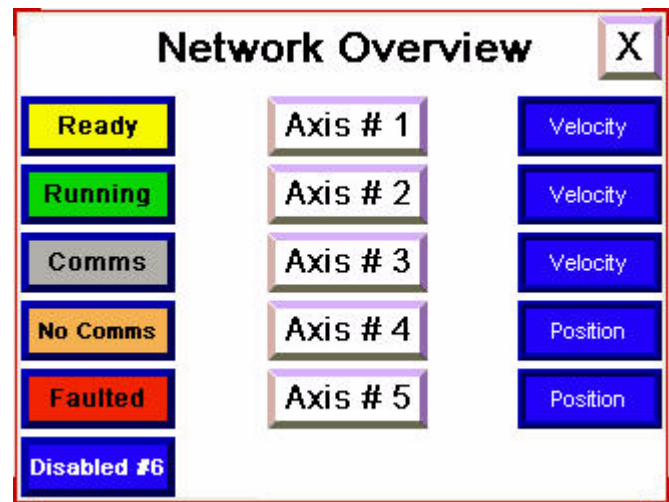 Network Overview X
Ready Axis # 1 Velocity
Running Axis # 2 Velocity
Comms Axis # 3 Velocity
No Comms Axis # 4 Position
Faulted Axis # 5 Position
Disabled #6